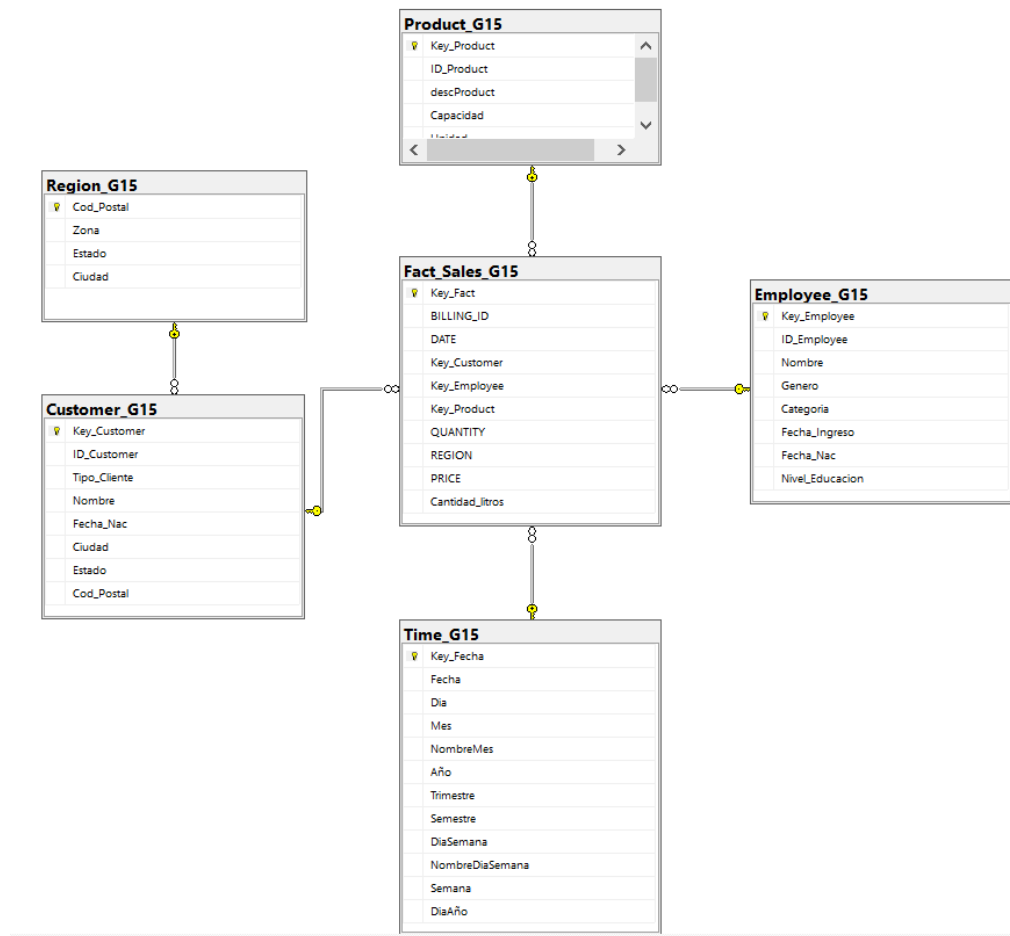 Product_G15
Key_Product
ID_Product
descProduct
Capacidad
Region_G15
Cod_Postal
Zona
Estado
Ciudad
Fact_Sales_G15
Key_Fact
BILLING_ID
DATE
Key_Customer
Key_Employee
Key_Product
QUANTITY
REGION
PRICE
Cantidad_litros
Employee_G15
Key_Employee
ID_Employee
Nombre
Genero
Categoria
Fecha_Ingreso
Fecha_Nac
Nivel_Educacion
Customer_G15
Key_Customer
ID_Customer
Tipo_Cliente
Nombre
Fecha_Nac
Ciudad
Estado
Cod_Postal
Time_G15
Key_Fecha
Fecha
Dia
Mes
NombreMes
Año
Trimestre
Semestre
DiaSemana
NombreDiaSemana
Semana
DiaAño